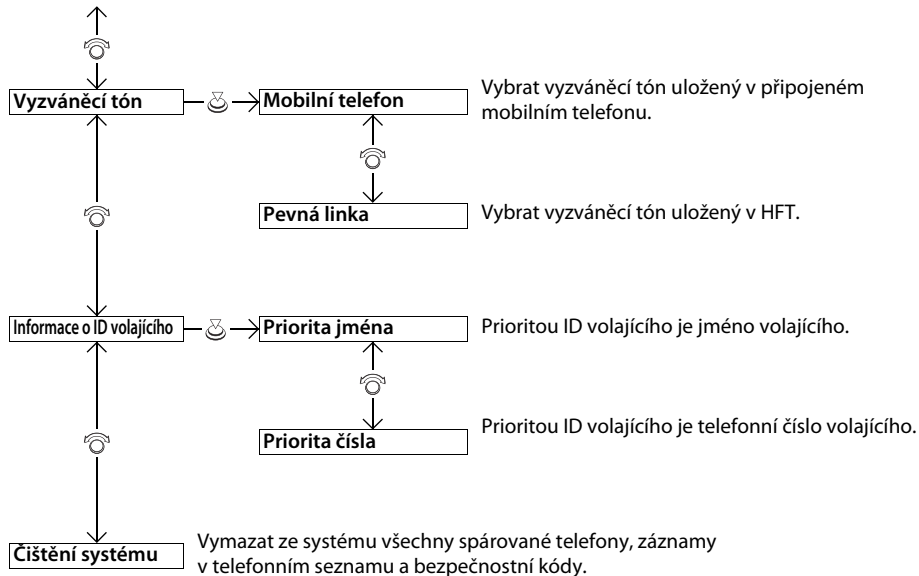 Vyzváněcí tón
Mobilní telefon
Vybrat vyzváněcí tón uložený v připojeném
mobilním telefonu.
Pevná linka
Vybrat vyzváněcí tón uložený v HFT.
Informace o ID volajícího
Priorita jména
Prioritou ID volajícího je jméno volajícího.
Priorita čísla
Prioritou ID volajícího je telefonní číslo volajícího.
Čištění systému
Vymazat ze systému všechny spárované telefony, záznamy
v telefonním seznamu a bezpečnostní kódy.